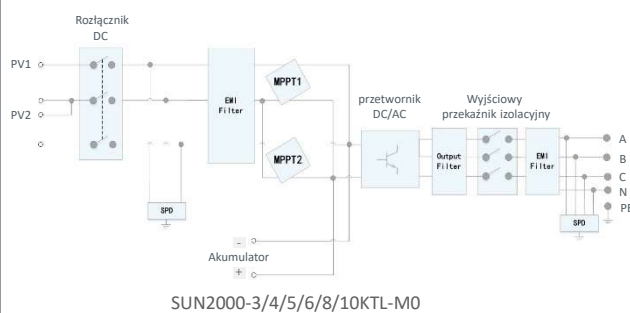 Rozłącznik
DC
PV1
PV2
EMI
Filter
MPPT1
MPPT2
SPD
przetwornik
DC/AC
Output
Filter
Wyjściowy
przekaźnik izolacyjny
EMI
Filter
A
B
C
N
PE
SPD
-
Akumulator
+
SUN2000-3/4/5/6/8/10KTL-M0